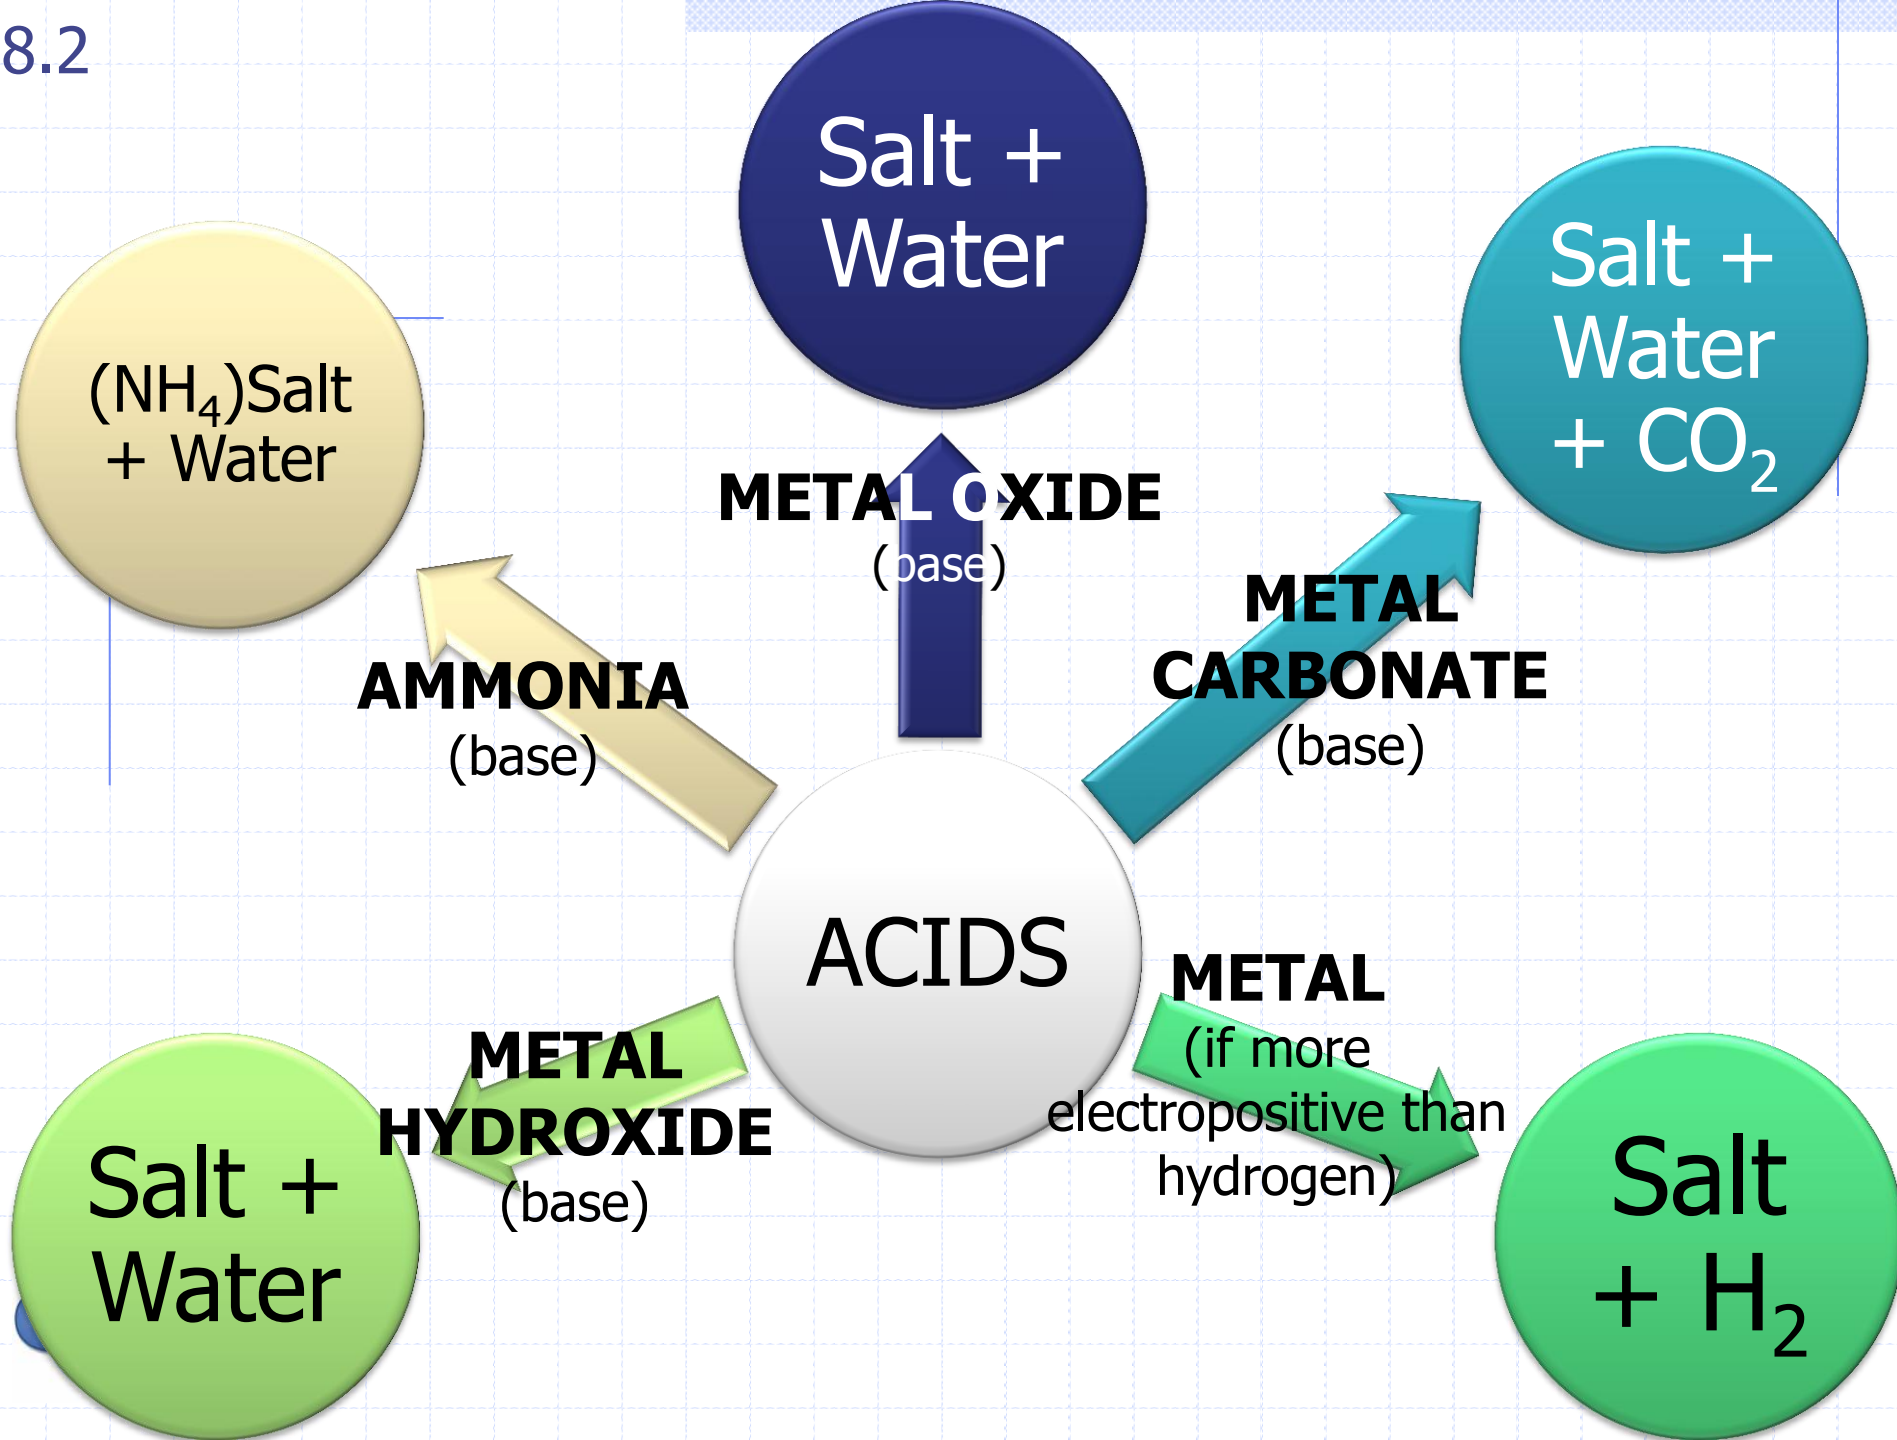 8.2
Salt +
Water
Salt +
Water
+ CO₂
(NH₄)Salt
+ Water
METAL OXIDE
(base)
METAL
CARBONATE
(base)
AMMONIA
(base)
ACIDS
METAL
(if more
electropositive than
hydrogen)
METAL
HYDROXIDE
(base)
Salt +
Water
Salt
+ H₂